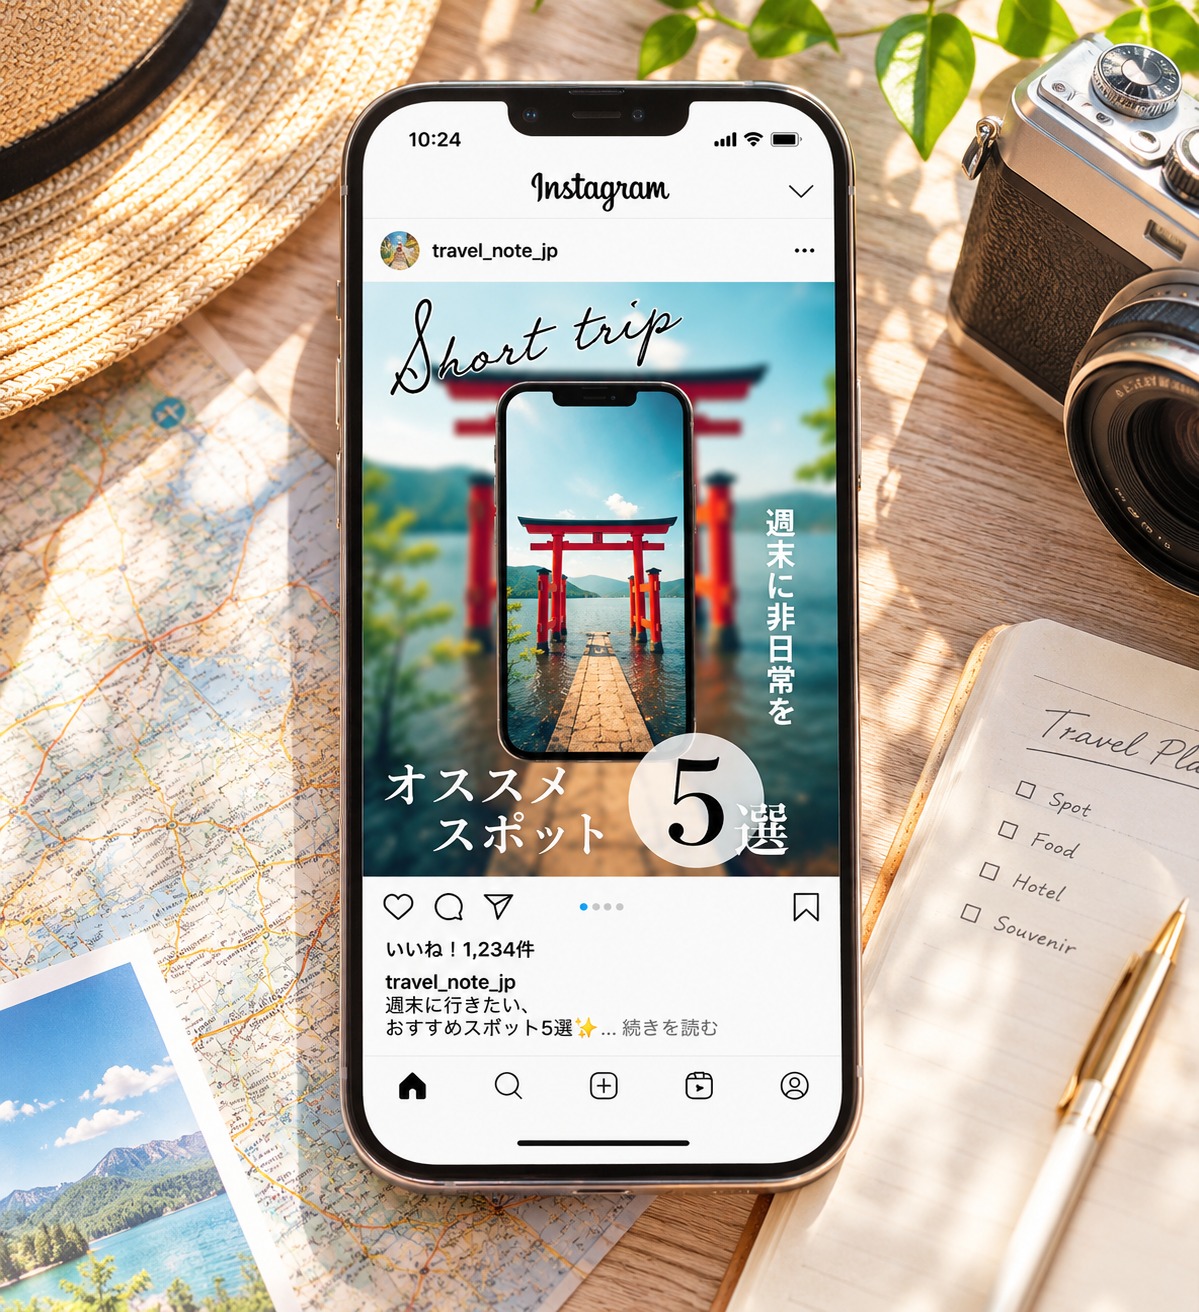 10:24
Instagram
travel_note_jp
Short trip
週末に非日常を
オススメ
スポット
5選
いいね！1,234件
travel_note_jp
週末に行きたい、
おすすめスポット5選✨... 続きを読む
Travel Pla
Spot
Food
Hotel
Souvenir